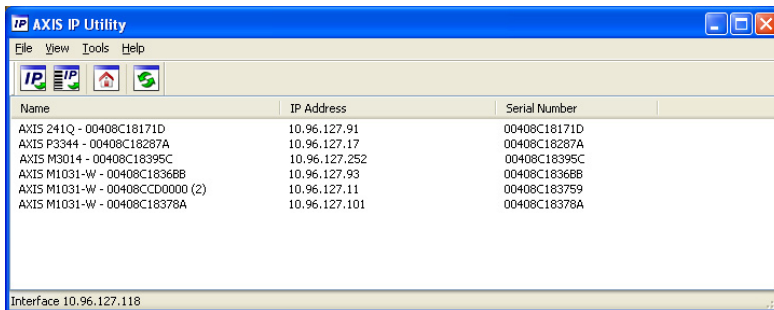 IP AXIS IP Utility
File View Tools Help
IP IP
Name IP Address Serial Number
AXIS 241Q - 00408C18171D 10.96.127.91 00408C18171D
AXIS P3344 - 00408C18287A 10.96.127.17 00408C18287A
AXIS M3014 - 00408C18395C 10.96.127.252 00408C18395C
AXIS M1031-W - 00408C1836BB 10.96.127.93 00408C1836BB
AXIS M1031-W - 00408CCD0000 (2) 10.96.127.11 00408C183759
AXIS M1031-W - 00408C18378A 10.96.127.101 00408C18378A
Interface 10.96.127.118